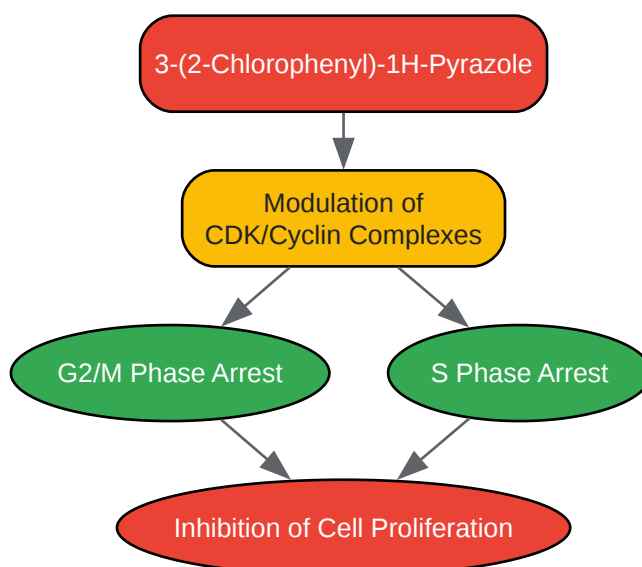 3-(2-Chlorophenyl)-1H-Pyrazole
Modulation of
CDK/Cyclin Complexes
G2/M Phase Arrest
S Phase Arrest
Inhibition of Cell Proliferation